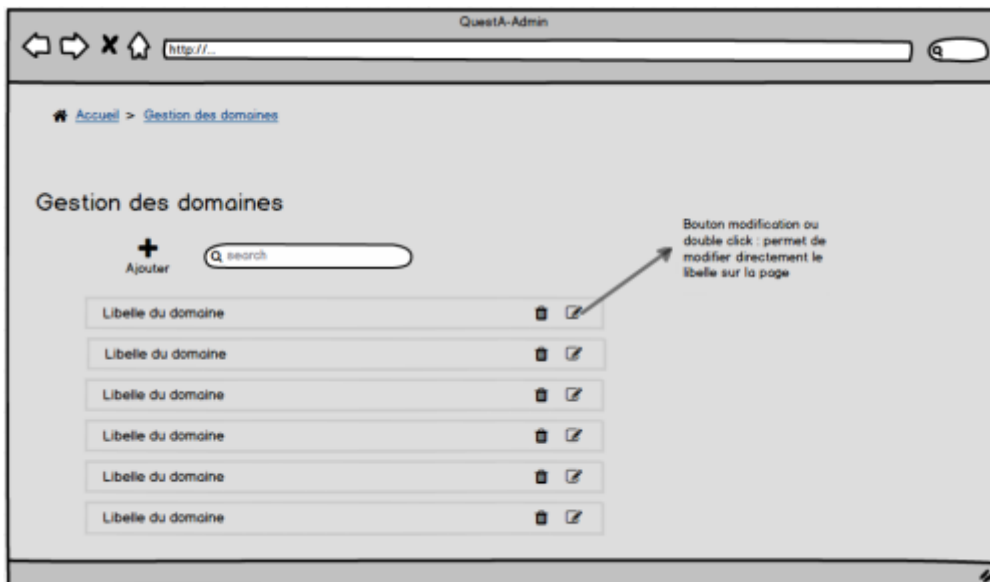 QuestA-Admin
http://...
Accueil > Gestion des domaines
Gestion des domaines
Ajouter
search
Bouton modification ou
double click : permet de
modifier directement le
libelle sur la page
Libelle du domaine
Libelle du domaine
Libelle du domaine
Libelle du domaine
Libelle du domaine
Libelle du domaine